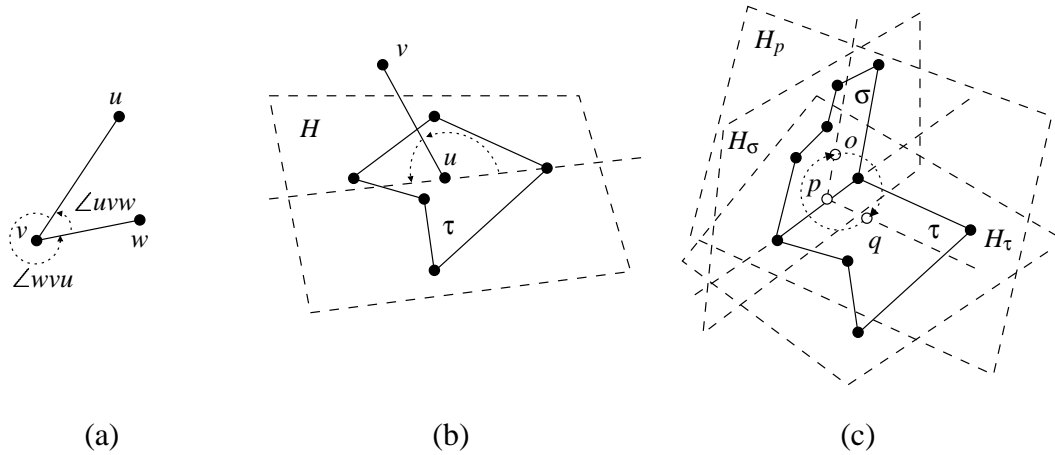 u
∠uvw
v
w
∠wvu
(a)
v
H
u
τ
(b)
H_p
σ
H_σ
o
p
q
τ
H_τ
(c)